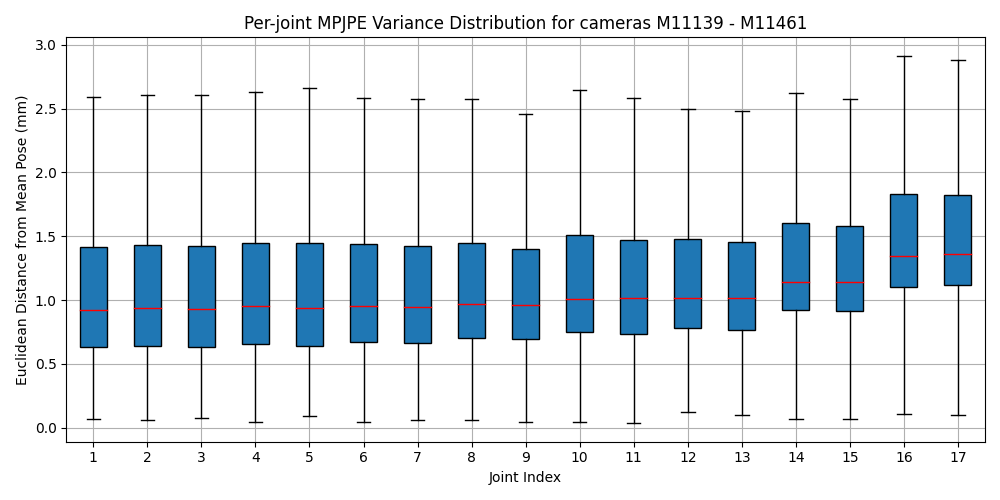 Per-joint MPJPE Variance Distribution for cameras M11139 - M11461
Euclidean Distance from Mean Pose (mm)
3.0
2.5
2.0
1.5
1.0
0.5
0.0
1 2 3 4 5 6 7 8 9 10 11 12 13 14 15 16 17
Joint Index